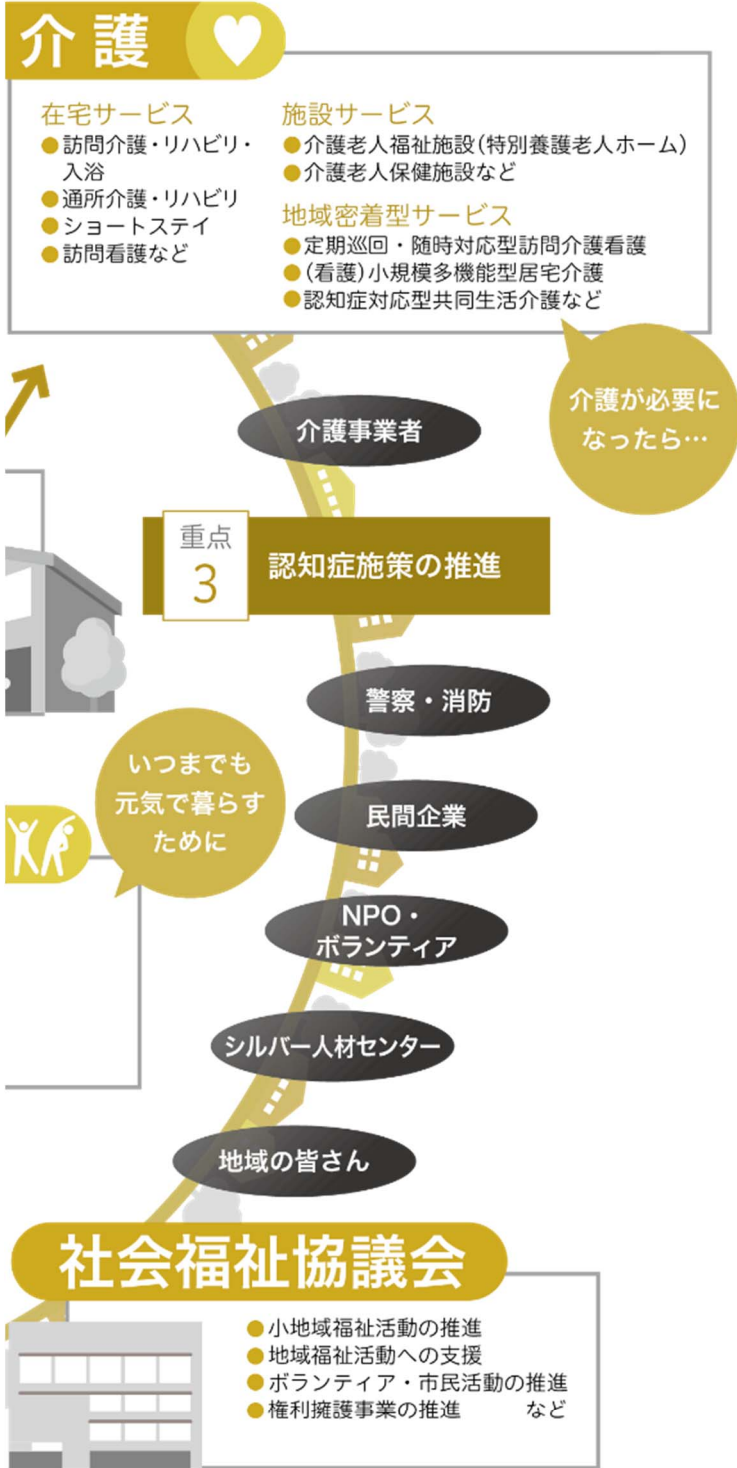 介護
在宅サービス
●訪問介護・リハビリ・
入浴
●通所介護・リハビリ
●ショートステイ
●訪問看護など
施設サービス
●介護老人福祉施設(特別養護老人ホーム)
●介護老人保健施設など
地域密着型サービス
●定期巡回・随時対応型訪問介護看護
●(看護)小規模多機能型居宅介護
●認知症対応型共同生活介護など
介護が必要に
なったら…
介護事業者
重点
3
認知症施策の推進
警察・消防
いつまでも
元気で暮らす
ために
民間企業
NPO・
ボランティア
シルバー人材センター
地域の皆さん
社会福祉協議会
●小地域福祉活動の推進
●地域福祉活動への支援
●ボランティア・市民活動の推進
●権利擁護事業の推進 など